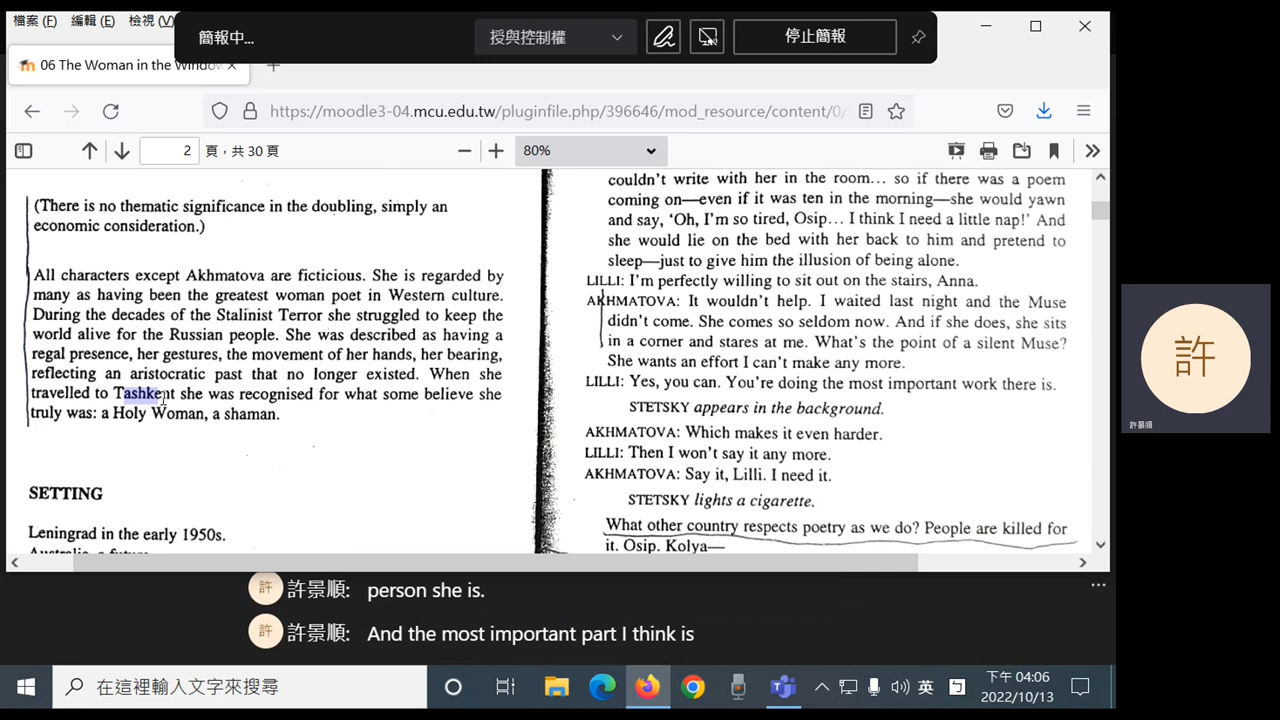 檔案 (F) 編輯 (E) 檢視 (V)
簡報中...
授與控制權
停止簡報
06 The Woman in the Window
https://moodle3-04.mcu.edu.tw/pluginfile.php/396646/mod_resource/content/0/
2 頁，共 30 頁
80%
(There is no thematic significance in the doubling, simply an
economic consideration.)
All characters except Akhmatova are ficticious. She is regarded by
many as having been the greatest woman poet in Western culture.
During the decades of the Stalinist Terror she struggled to keep the
world alive for the Russian people. She was described as having a
regal presence, her gestures, the movement of her hands, her bearing,
reflecting an aristocratic past that no longer existed. When she
travelled to Tashkent she was recognised for what some believe she
truly was: a Holy Woman, a shaman.
SETTING
Leningrad in the early 1950s.
Australia, a future
couldn't write with her in the room... so if there was a poem
coming on—even if it was ten in the morning—she would yawn
and say, 'Oh, I'm so tired, Osip... I think I need a little nap!' And
she would lie on the bed with her back to him and pretend to
sleep—just to give him the illusion of being alone.
LILLI: I'm perfectly willing to sit out on the stairs, Anna.
AKHMATOVA: It wouldn't help. I waited last night and the Muse
didn't come. She comes so seldom now. And if she does, she sits
in a corner and stares at me. What's the point of a silent Muse?
She wants an effort I can't make any more.
LILLI: Yes, you can. You're doing the most important work there is.
STETSKY appears in the background.
AKHMATOVA: Which makes it even harder.
LILLI: Then I won't say it any more.
AKHMATOVA: Say it, Lilli. I need it.
STETSKY lights a cigarette.
What other country respects poetry as we do? People are killed for
it. Osip. Kolya—
許
許景順
許 許景順: person she is.
許 許景順: And the most important part I think is
在這裡輸入文字來搜尋
英
下午 04:06
2022/10/13